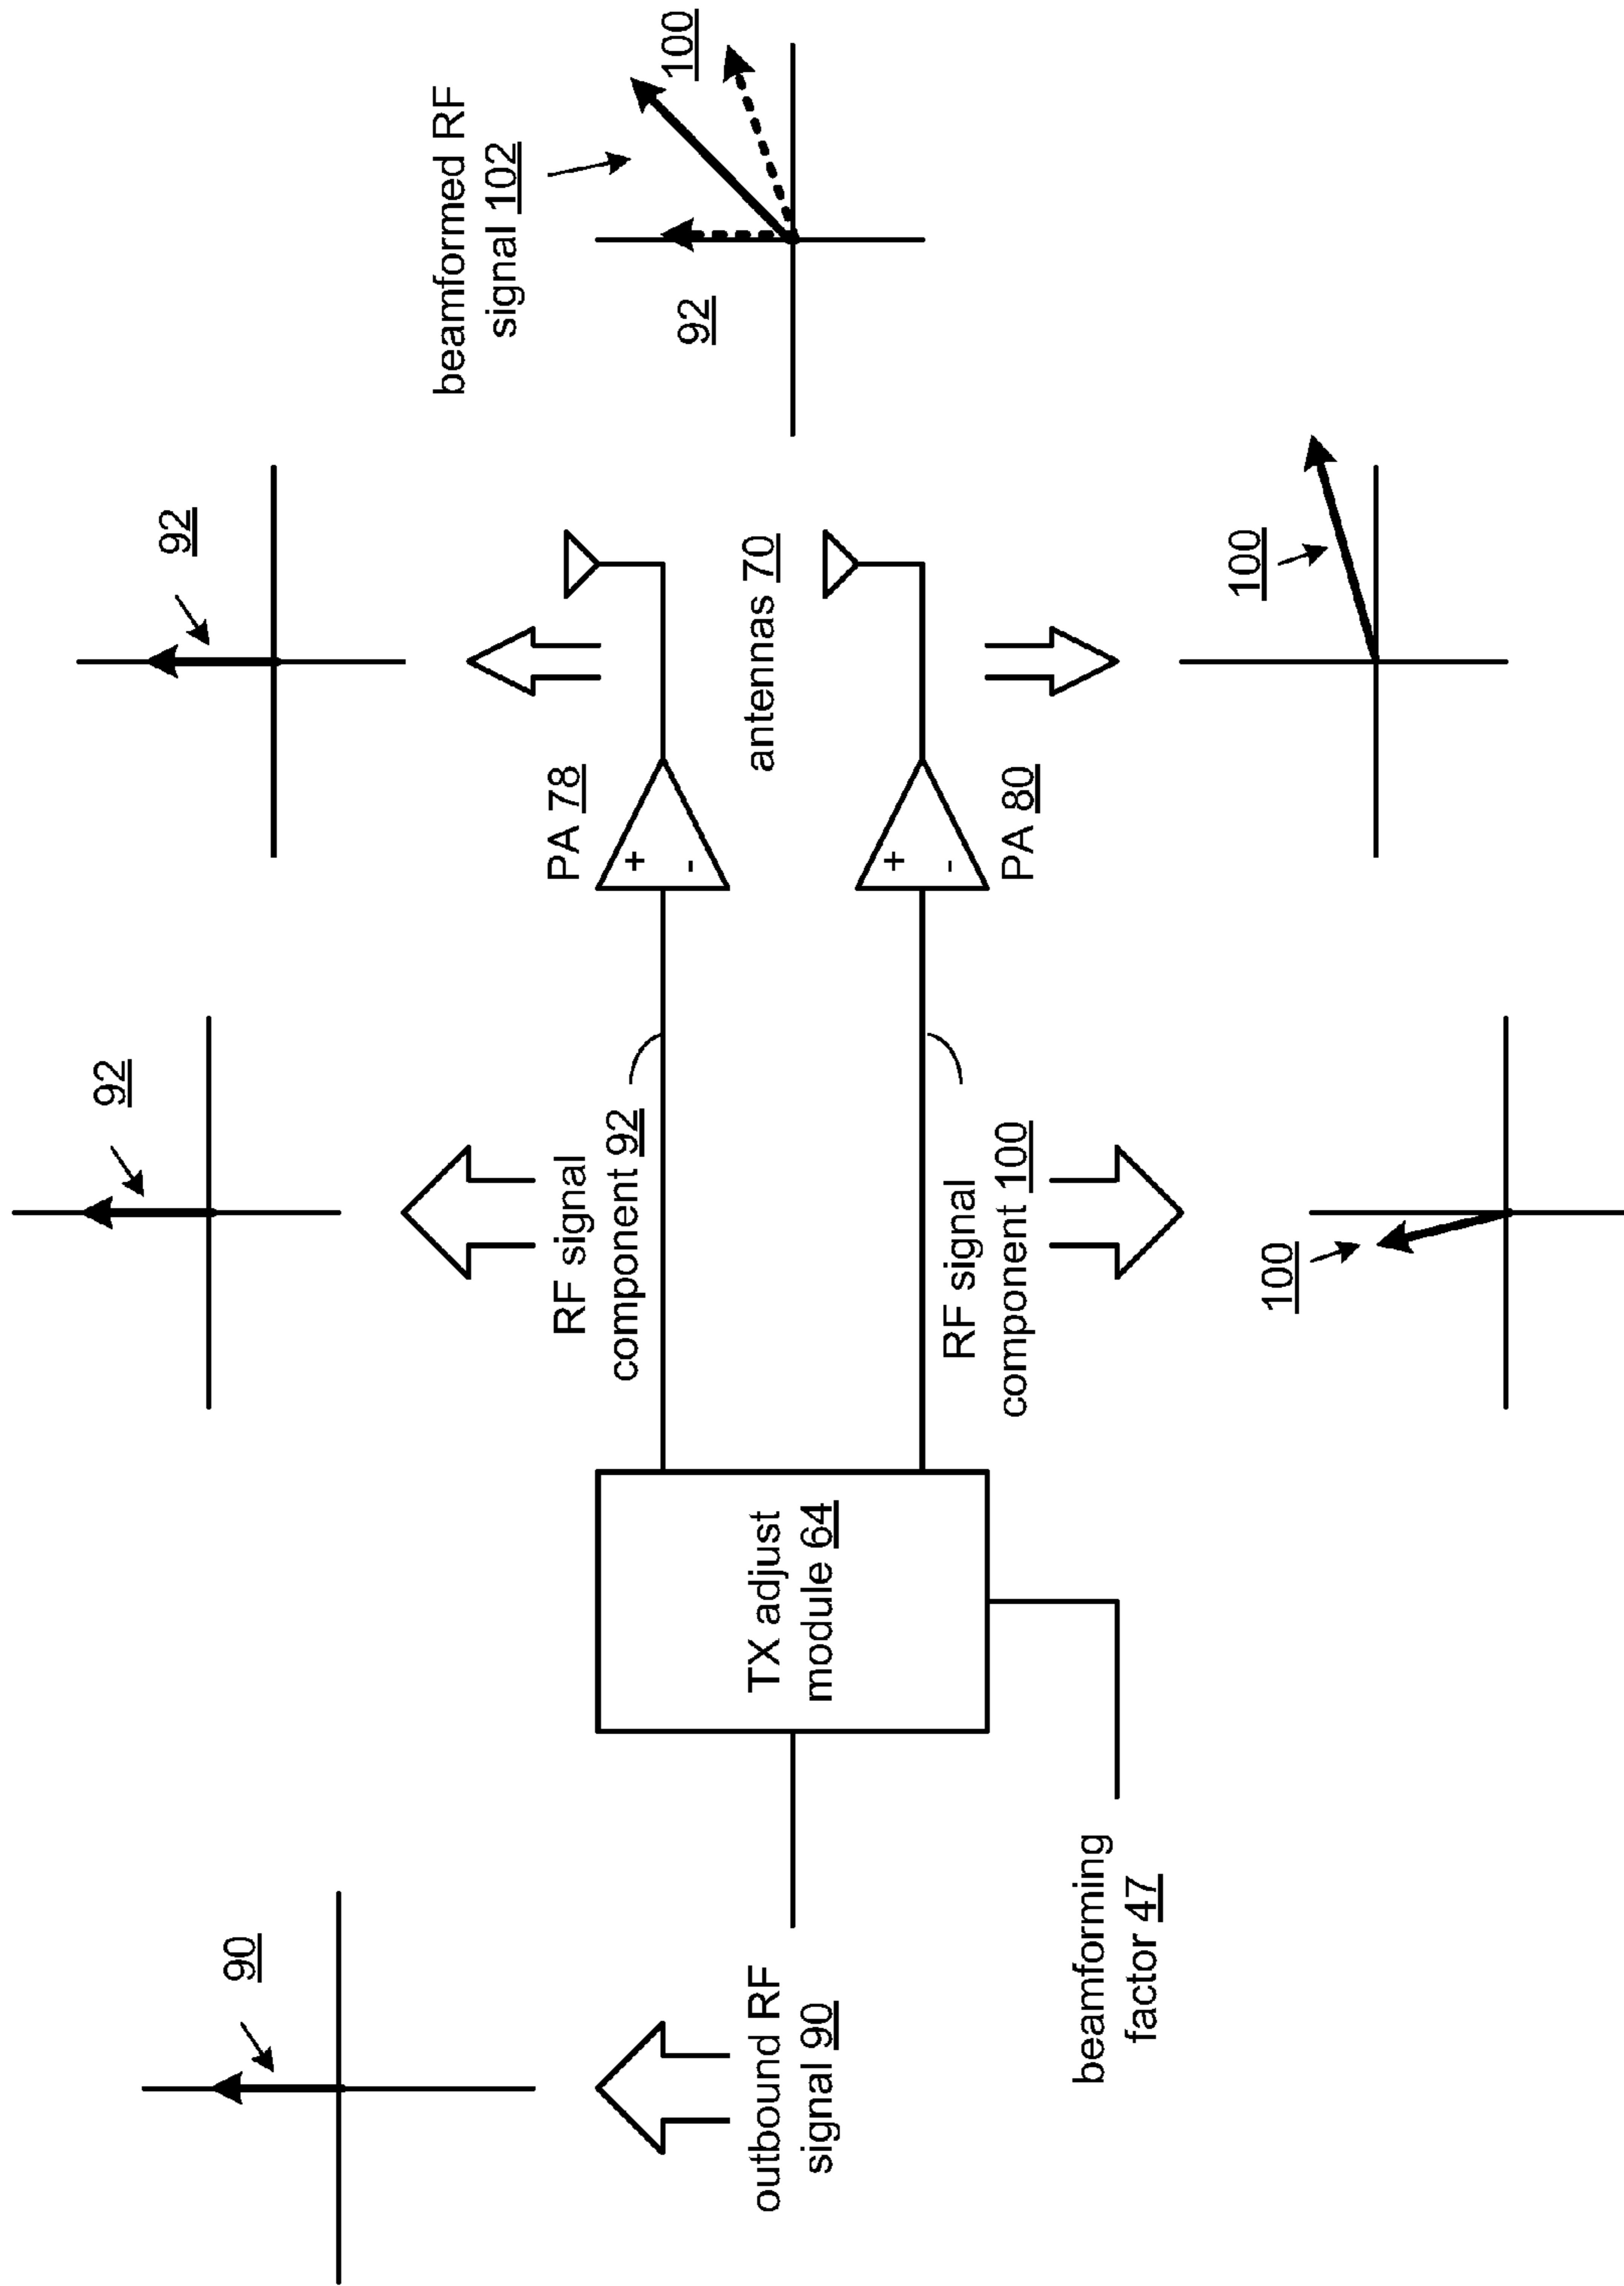 90
outbound RF
signal 90
beamforming
factor 47
TX adjust
module 64
92
RF signal
component 92
RF signal
component 100
100
92
PA 78
+
-
antennas 70
+
-
PA 80
100
beamformed RF
signal 102
92
100